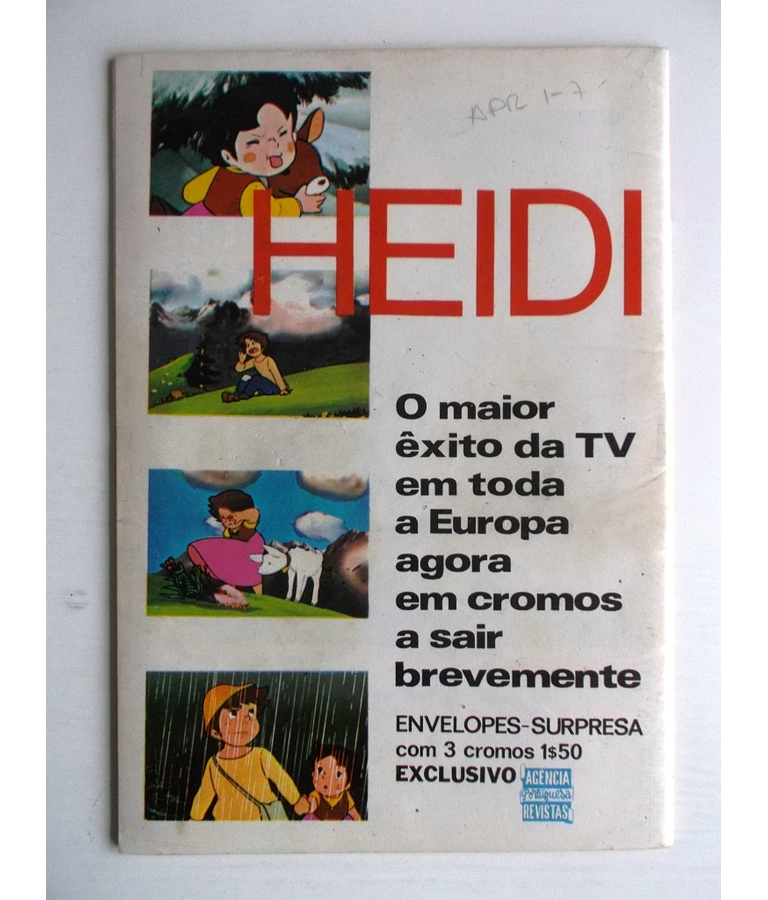 APR 1-7
HEIDI
O maior
êxito da TV
em toda
a Europa
agora
em cromos
a sair
brevemente
ENVELOPES-SURPRESA
com 3 cromos 1$50
EXCLUSIVO
AGÊNCIA
Portuguesa
REVISTAS